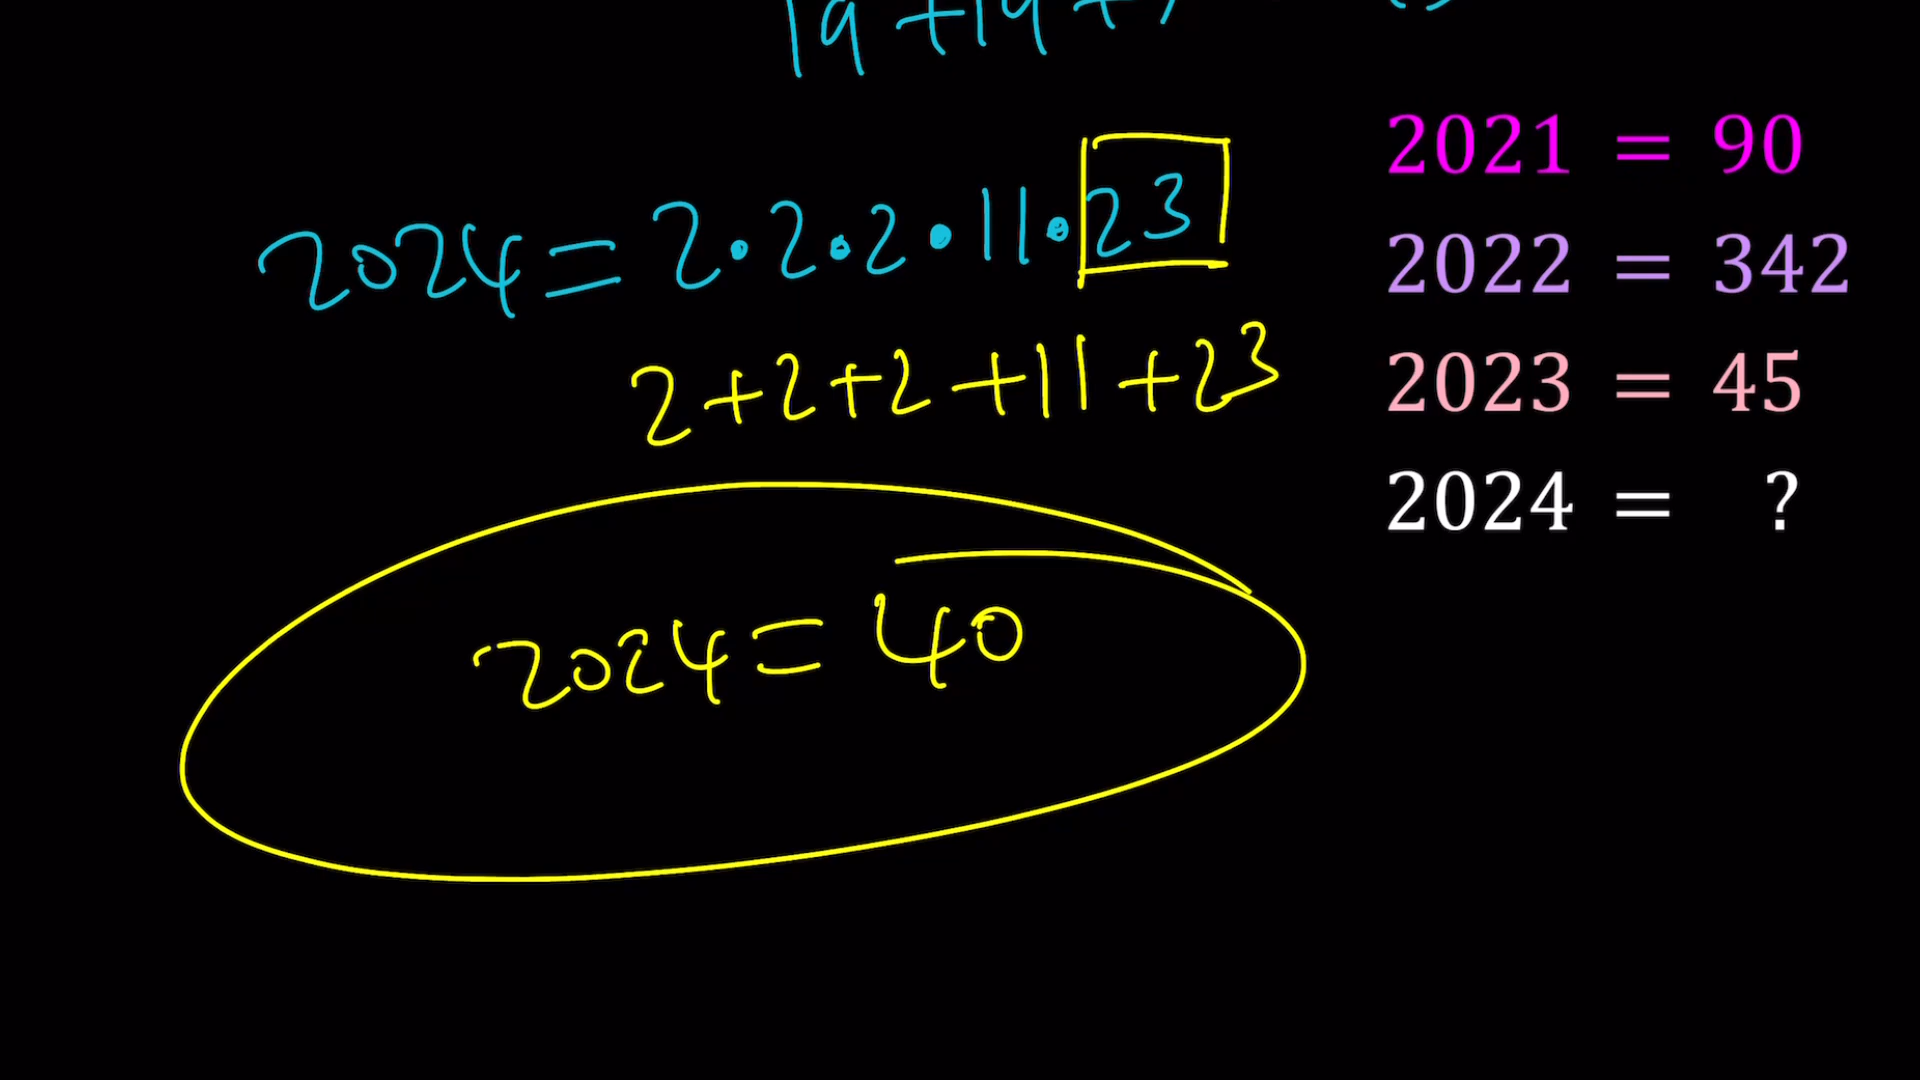 2024 = 2 • 2 • 2 • 11 • 23
2 + 2 + 2 + 11 + 23
2024 = 40
2021 = 90
2022 = 342
2023 = 45
2024 = ?